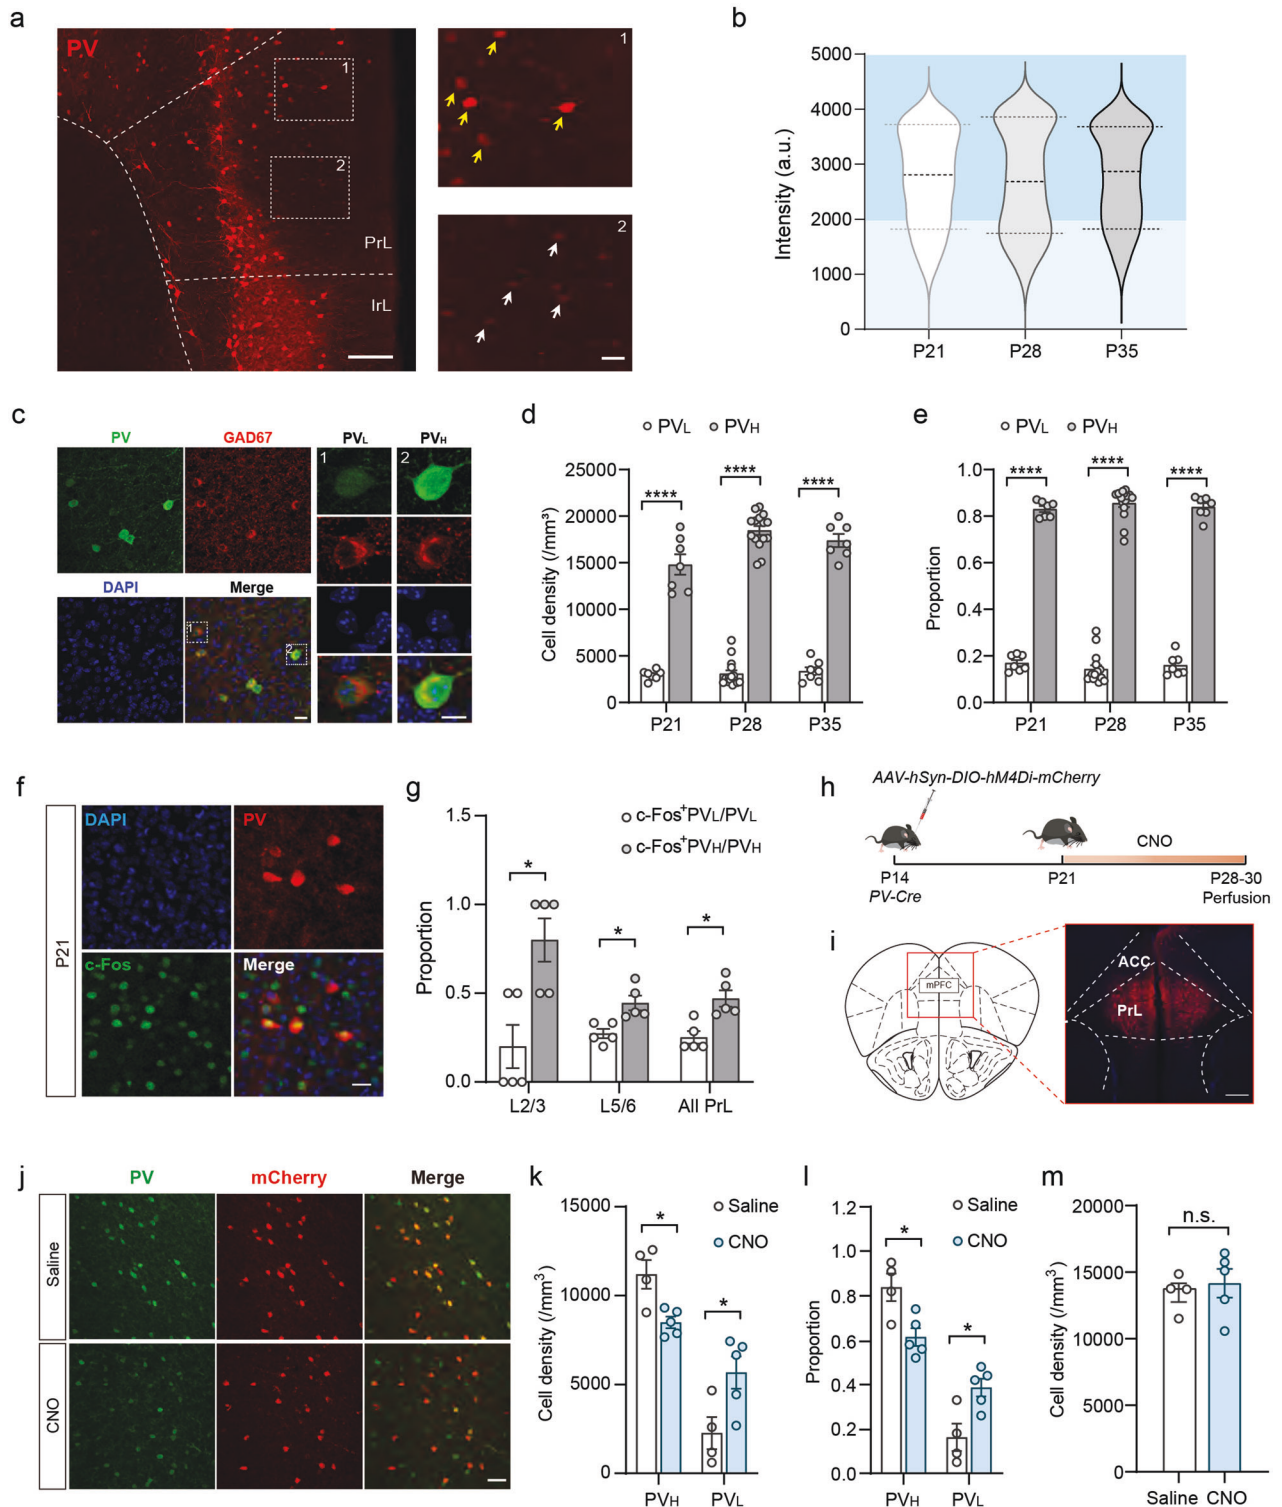 a
PV
1
2
PrL
IrL
1
2
b
Intensity (a.u.)
5000
4000
3000
2000
1000
0
P21 P28 P35
c
PV GAD67
DAPI Merge
1
2
PVL PVH
1 2
d
PVL PVH
Cell density (/mm³)
25000
20000
15000
10000
5000
0
**** **** ****
P21 P28 P35
e
PVL PVH
Proportion
1.0
0.8
0.6
0.4
0.2
0.0
**** **** ****
P21 P28 P35
f
P21
DAPI PV
c-Fos Merge
g
c-Fos⁺PVL/PVL
c-Fos⁺PVH/PVH
Proportion
1.5
1.0
0.5
0.0
* * *
L2/3 L5/6 All PrL
h
AAV-hSyn-DIO-hM4Di-mCherry
CNO
P14 P21 P28-30
PV-Cre Perfusion
i
mPFC
ACC
PrL
j
PV mCherry Merge
Saline
CNO
k
Saline
CNO
Cell density (/mm³)
15000
10000
5000
0
* *
PVH PVL
l
Saline
CNO
Proportion
1.2
1.0
0.8
0.6
0.4
0.2
0.0
* *
PVH PVL
m
n.s.
Cell density (/mm³)
20000
15000
10000
5000
0
Saline CNO